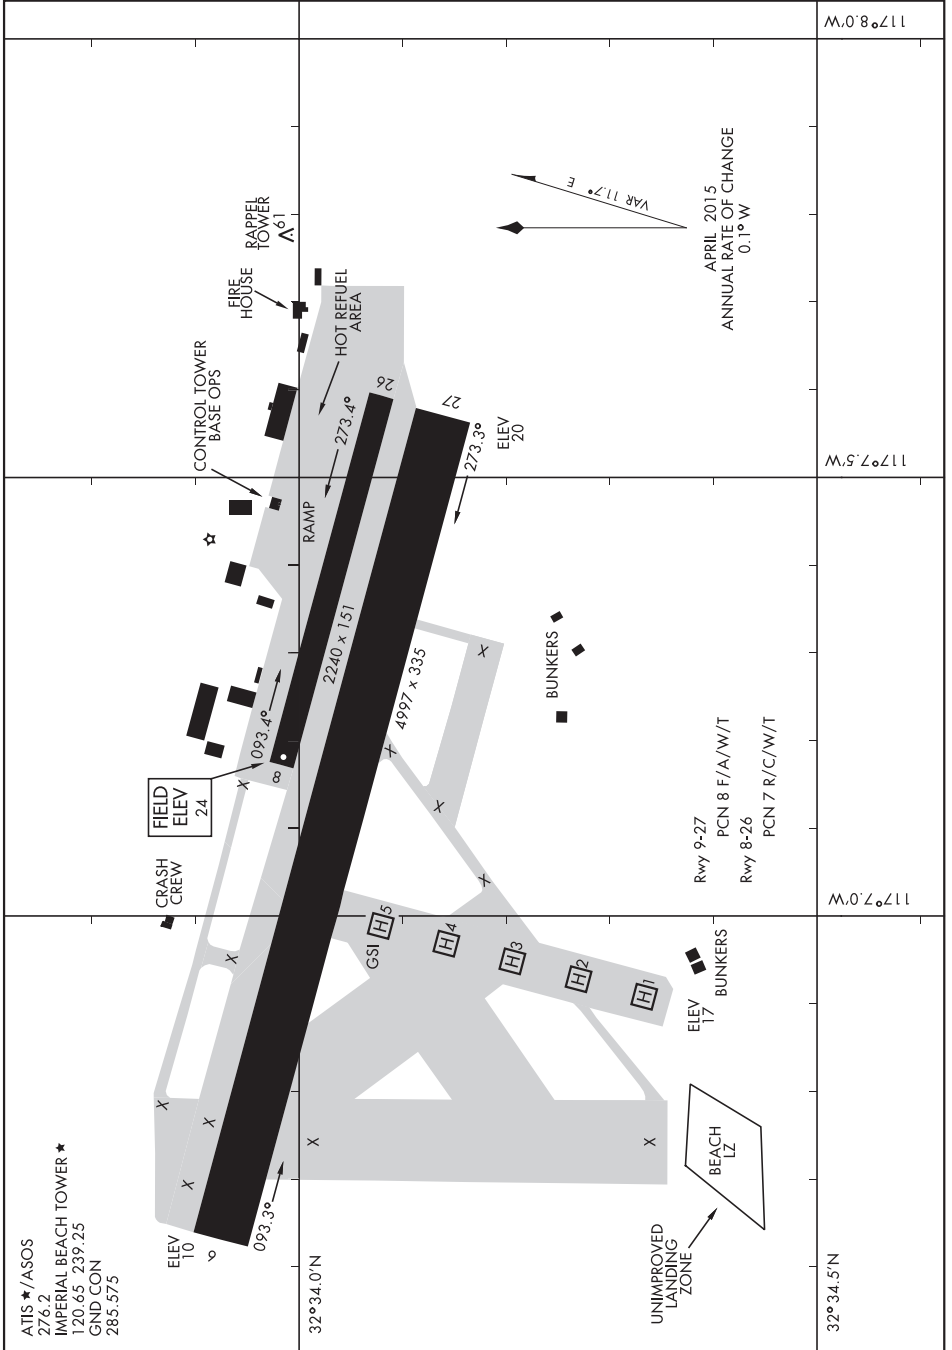 ATIS ★/ASOS
276.2
IMPERIAL BEACH TOWER ★
120.65 239.25
GND CON
285.575
CRASH
CREW
FIELD
ELEV
24
CONTROL TOWER
BASE OPS
FIRE
HOUSE
RAPPEL
TOWER
61
ELEV
10
9
093.3°
X
X
X
X
X
8
093.4°
2240 x 151
RAMP
273.4°
HOT REFUEL
AREA
26
32°34.0'N
X
X
GSI
H 5
H 4
H 3
H 2
H 1
X
X
X
X
4997 x 335
273.3°
27
ELEV
20
BUNKERS
VAR 11.7° E
UNIMPROVED
LANDING
ZONE
BEACH
LZ
ELEV
17
BUNKERS
Rwy 9-27
PCN 8 F/A/W/T
Rwy 8-26
PCN 7 R/C/W/T
APRIL 2015
ANNUAL RATE OF CHANGE
0.1° W
32°34.5'N
117°7.0'W
117°7.5'W
117°8.0'W